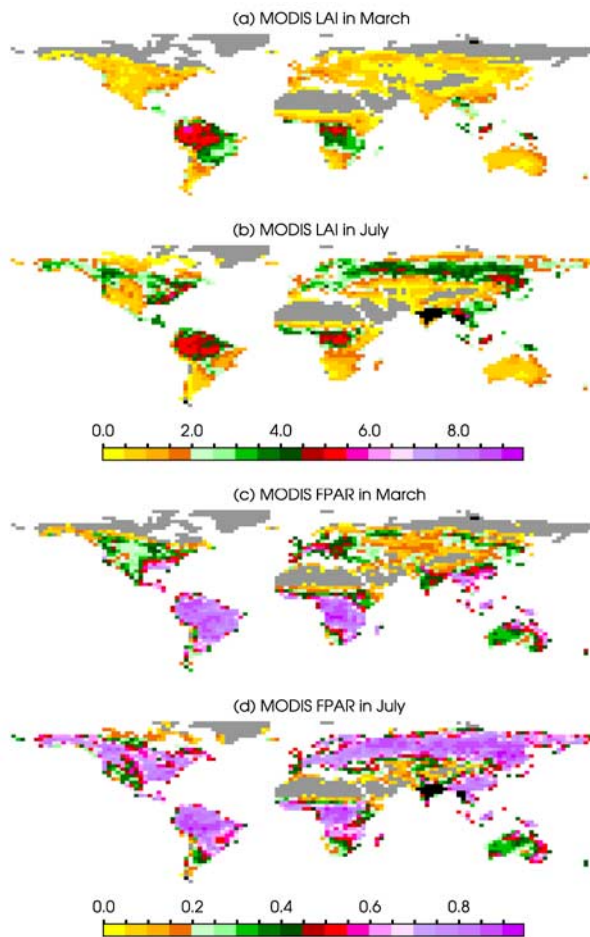 (a) MODIS LAI in March
(b) MODIS LAI in July
0.0 2.0 4.0 6.0 8.0
(c) MODIS FPAR in March
(d) MODIS FPAR in July
0.0 0.2 0.4 0.6 0.8